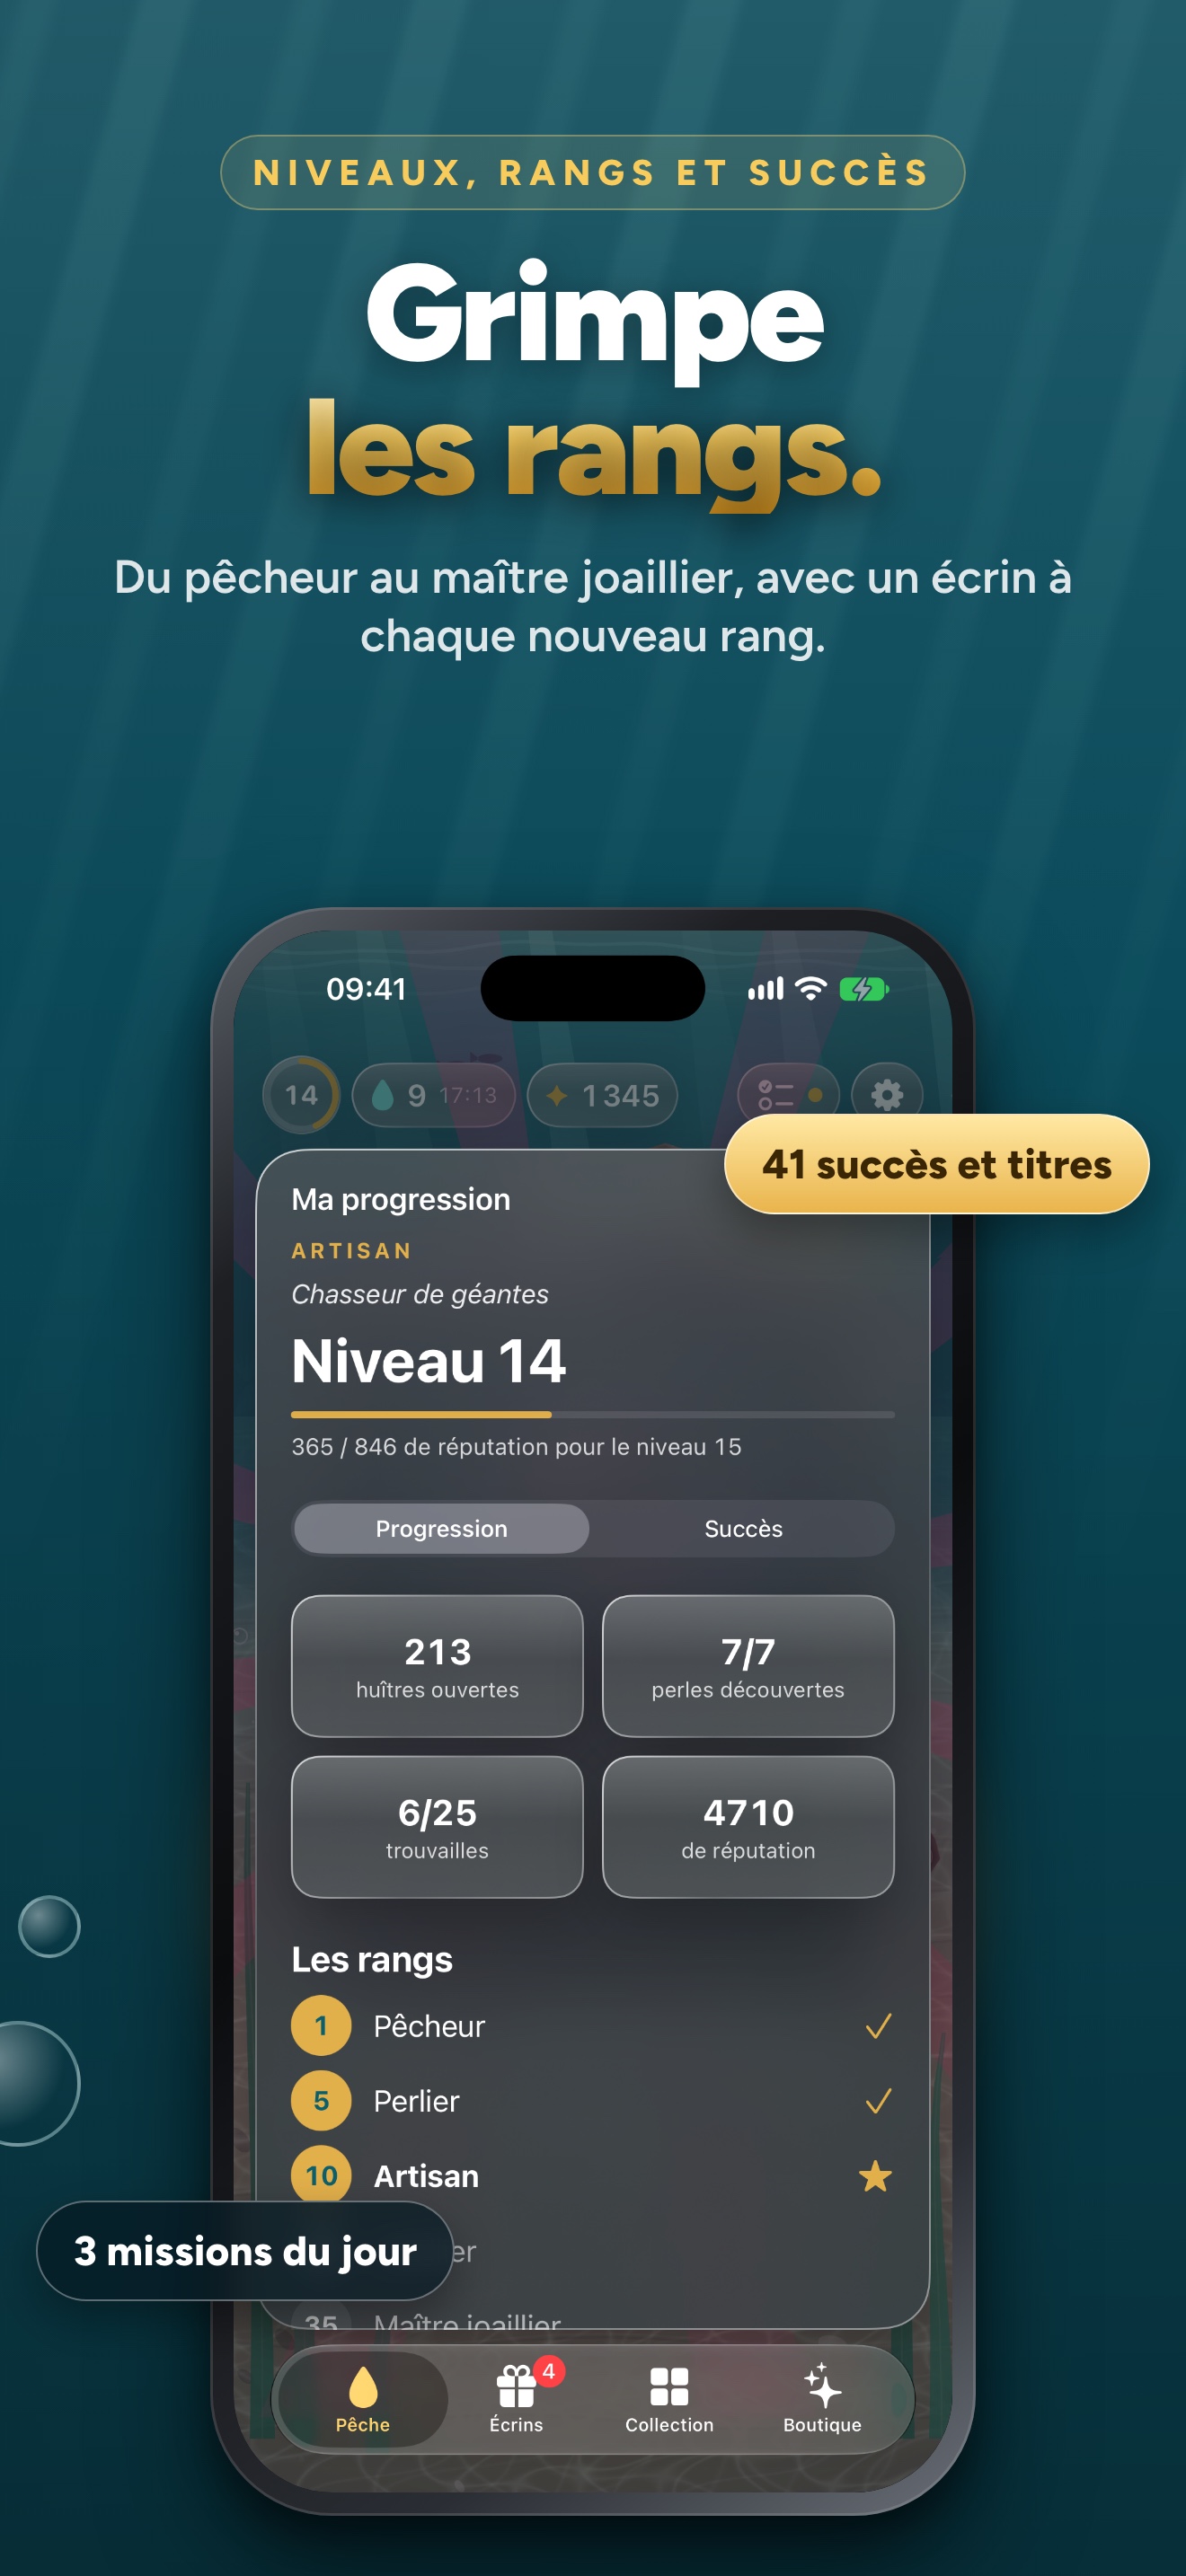 NIVEAUX, RANGS ET SUCCÈS
Grimpe
les rangs.
Du pêcheur au maître joaillier, avec un écrin à
chaque nouveau rang.
09:41
14
9 17:13
1 345
41 succès et titres
Ma progression
ARTISAN
Chasseur de géantes
Niveau 14
365 / 846 de réputation pour le niveau 15
Progression Succès
213 7/7
huîtres ouvertes perles découvertes
6/25 4710
trouvailles de réputation
Les rangs
1 Pêcheur
5 Perlier
10 Artisan
3 missions du jour
35 Maître joaillier
4
Pêche Écrins Collection Boutique